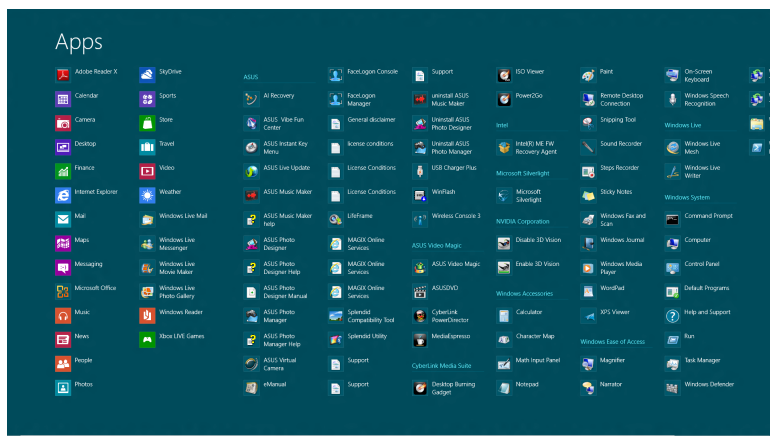 Apps
Adobe Reader X
Calendar
Camera
Desktop
Finance
Internet Explorer
Mail
Maps
Messaging
Microsoft Office
Music
News
People
Photos
SkyDrive
Sports
Store
Travel
Video
Weather
Windows Live Mail
Windows Live
Messenger
Windows Live
Movie Maker
Windows Live
Photo Gallery
Windows Reader
Xbox LIVE Games
ASUS
AI Recovery
ASUS Vibe Fun
Center
ASUS Instant Key
Menu
ASUS Live Update
ASUS Music Maker
ASUS Music Maker
help
ASUS Photo
Designer
ASUS Photo
Designer Help
ASUS Photo
Designer Manual
ASUS Photo
Manager
ASUS Photo
Manager Help
ASUS Virtual
Camera
eManual
FaceLogon Console
FaceLogon
Manager
General disclaimer
license conditions
License Conditions
License Conditions
LifeFrame
MAGIX Online
Services
MAGIX Online
Services
MAGIX Online
Services
Splendid
Compatibility Tool
Splendid Utility
Support
Support
Support
uninstall ASUS
Music Maker
Uninstall ASUS
Photo Designer
Uninstall ASUS
Photo Manager
USB Charger Plus
WinFlash
Wireless Console 3
ASUS Video Magic
ASUS Video Magic
ASUSDVD
CyberLink
PowerDirector
MediaEspresso
CyberLink Media Suite
Desktop Burning
Gadget
ISO Viewer
Power2Go
Intel
Intel(R) ME FW
Recovery Agent
Microsoft Silverlight
Microsoft
Silverlight
NVIDIA Corporation
Disable 3D Vision
Enable 3D Vision
Windows Accessories
Calculator
Character Map
Math Input Panel
Notepad
Paint
Remote Desktop
Connection
Snipping Tool
Sound Recorder
Steps Recorder
Sticky Notes
Windows Fax and
Scan
Windows Journal
Windows Media
Player
WordPad
XPS Viewer
Windows Ease of Access
Magnifier
Narrator
On-Screen
Keyboard
Windows Speech
Recognition
Windows Live
Windows Live
Mesh
Windows Live
Writer
Windows System
Command Prompt
Computer
Control Panel
Default Programs
Help and Support
Run
Task Manager
Windows Defender